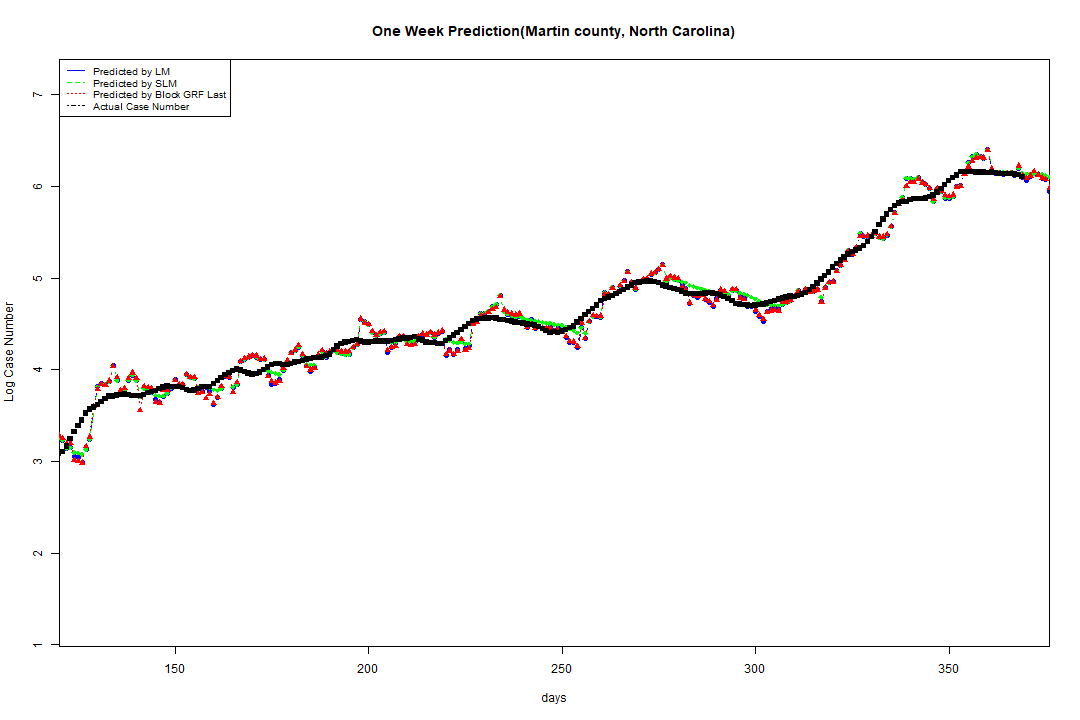 One Week Prediction(Martin county, North Carolina)
Predicted by LM
Predicted by SLM
Predicted by Block GRF Last
Actual Case Number
7
6
5
4
3
2
1
Log Case Number
150 200 250 300 350
days